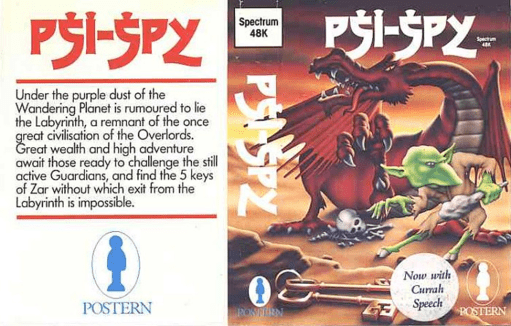 PSI-SPY
Under the purple dust of the
Wandering Planet is rumoured to lie
the Labyrinth, a remnant of the once
great civilisation of the Overlords.
Great wealth and high adventure
await those ready to challenge the still
active Guardians, and find the 5 keys
of Zar without which exit from the
Labyrinth is impossible.
POSTERN
Spectrum
48K
PSI-SPY
POSTERN
PSI-SPY
Spectrum
48K
Now with
Currah
Speech
POSTERN